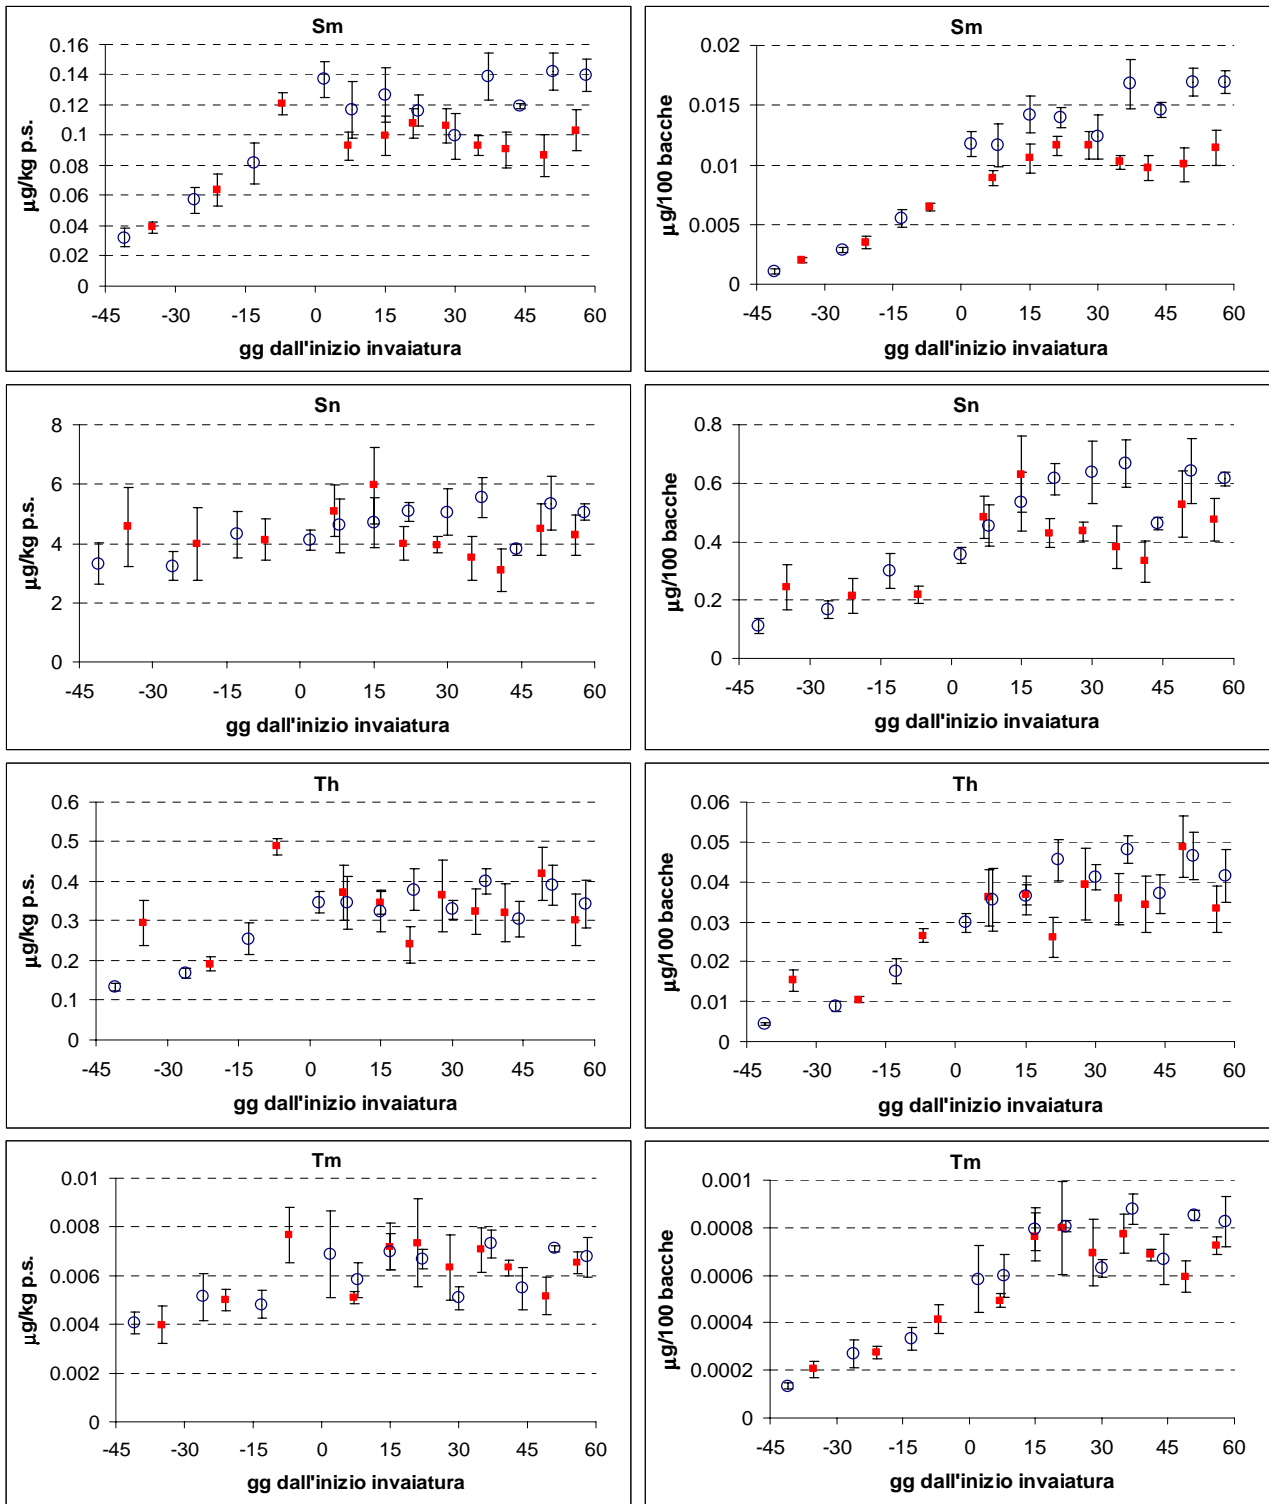 Sm
0.16
0.14
0.12
0.1
0.08
0.06
0.04
0.02
0
-45 -30 -15 0 15 30 45 60
µg/kg p.s.
gg dall'inizio invaiatura
Sm
0.02
0.015
0.01
0.005
0
-45 -30 -15 0 15 30 45 60
µg/100 bacche
gg dall'inizio invaiatura
Sn
8
6
4
2
0
-45 -30 -15 0 15 30 45 60
µg/kg p.s.
gg dall'inizio invaiatura
Sn
0.8
0.6
0.4
0.2
0
-45 -30 -15 0 15 30 45 60
µg/100 bacche
gg dall'inizio invaiatura
Th
0.6
0.5
0.4
0.3
0.2
0.1
0
-45 -30 -15 0 15 30 45 60
µg/kg p.s.
gg dall'inizio invaiatura
Th
0.06
0.05
0.04
0.03
0.02
0.01
0
-45 -30 -15 0 15 30 45 60
µg/100 bacche
gg dall'inizio invaiatura
Tm
0.01
0.008
0.006
0.004
0.002
0
-45 -30 -15 0 15 30 45 60
µg/kg p.s.
gg dall'inizio invaiatura
Tm
0.001
0.0008
0.0006
0.0004
0.0002
0
-45 -30 -15 0 15 30 45 60
µg/100 bacche
gg dall'inizio invaiatura